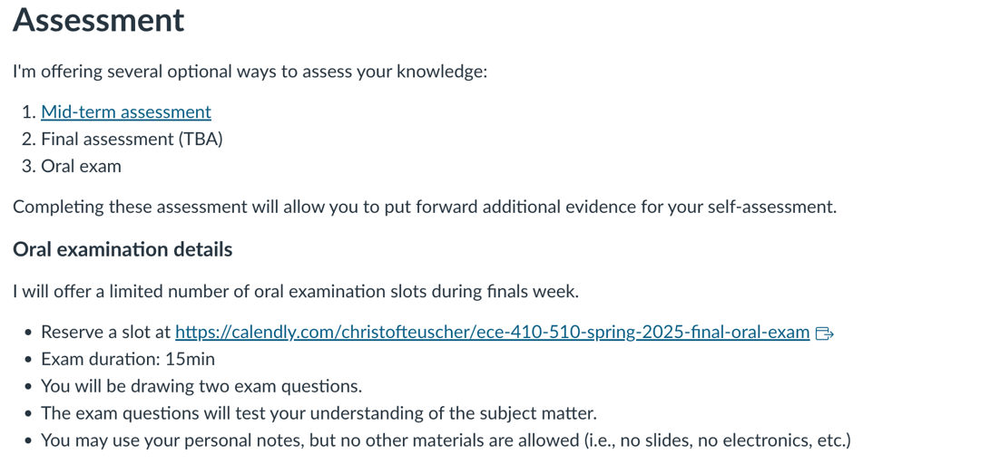 Assessment
I'm offering several optional ways to assess your knowledge:
1. Mid-term assessment
2. Final assessment (TBA)
3. Oral exam
Completing these assessment will allow you to put forward additional evidence for your self-assessment.
Oral examination details
I will offer a limited number of oral examination slots during finals week.
• Reserve a slot at https://calendly.com/christofteuscher/ece-410-510-spring-2025-final-oral-exam
• Exam duration: 15min
• You will be drawing two exam questions.
• The exam questions will test your understanding of the subject matter.
• You may use your personal notes, but no other materials are allowed (i.e., no slides, no electronics, etc.)